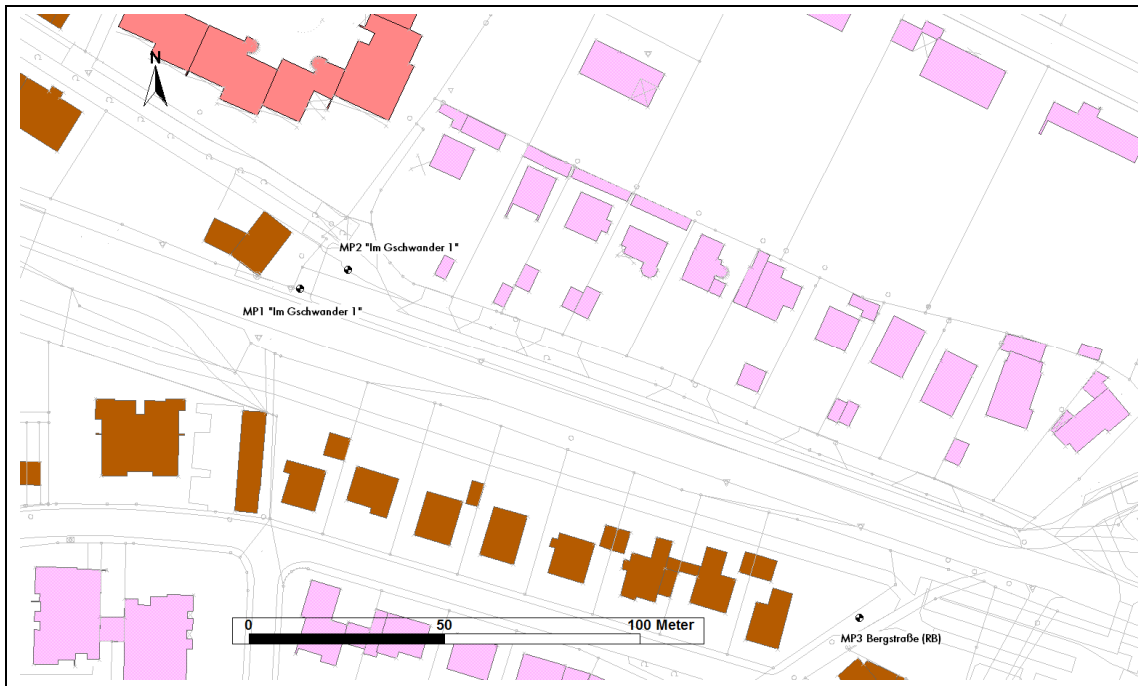 N
MP2 "Im Gschwander 1"
MP1 "Im Gschwander 1"
0 50 100 Meter
MP3 Bergstraße (RB)